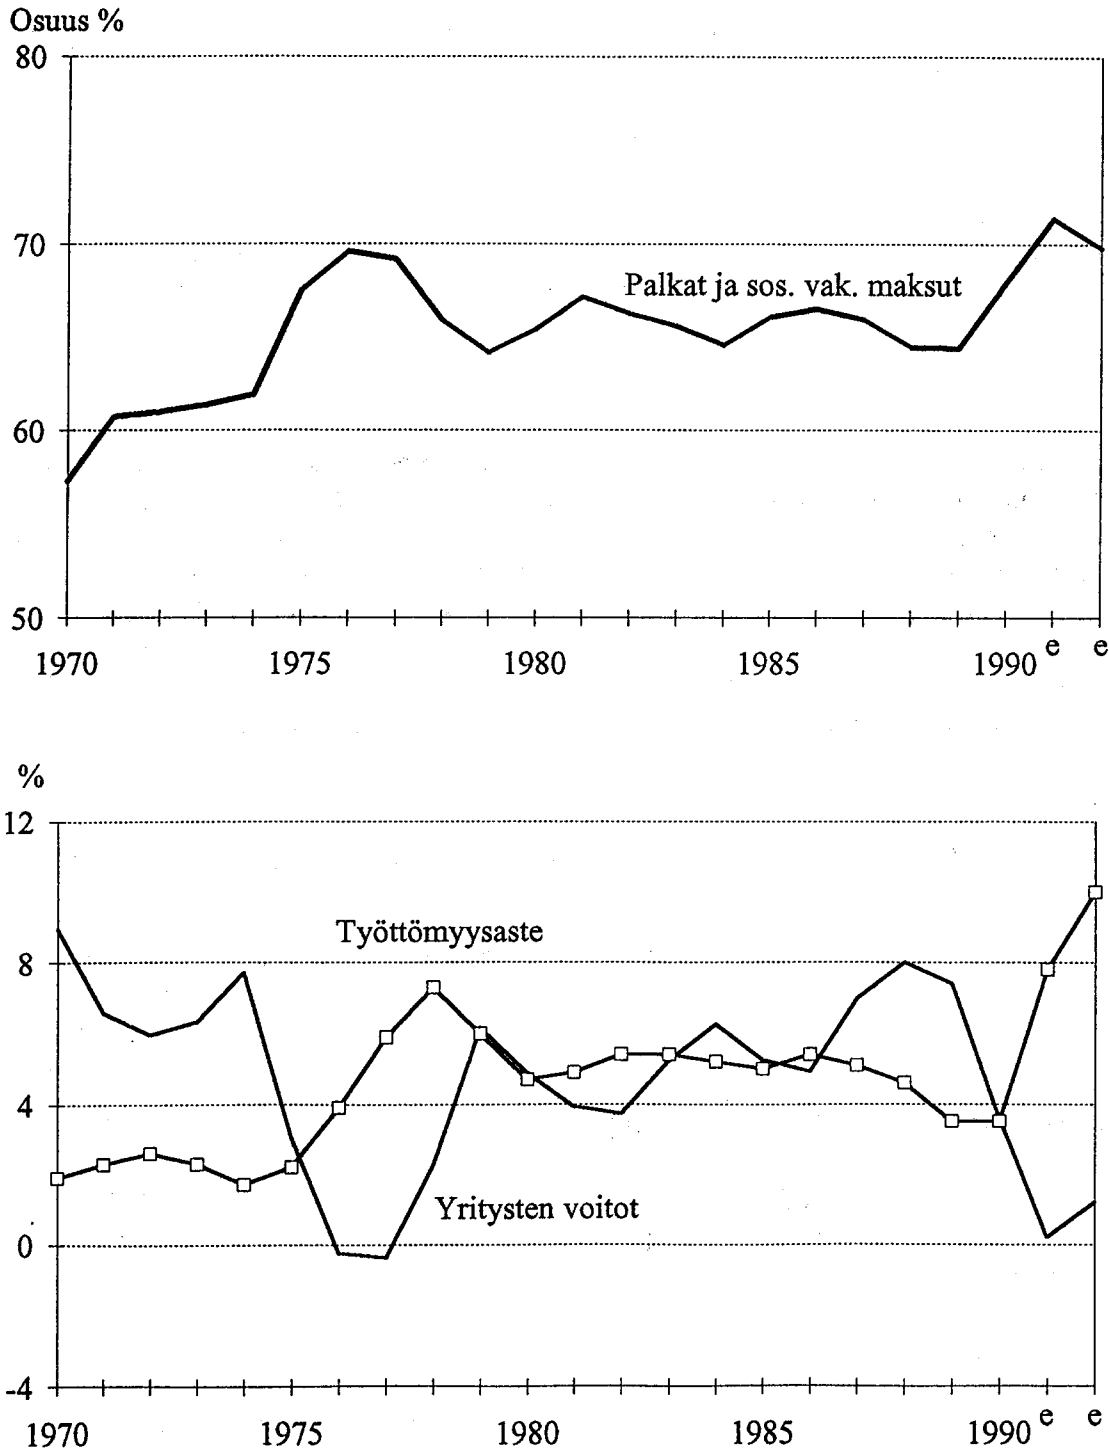 Osuus %
80
70
Palkat ja sos. vak. maksut
60
50
1970 1975 1980 1985 1990 e e
%
12
Työttömyysaste
8
4
Yritysten voitot
0
-4
1970 1975 1980 1985 1990 e e